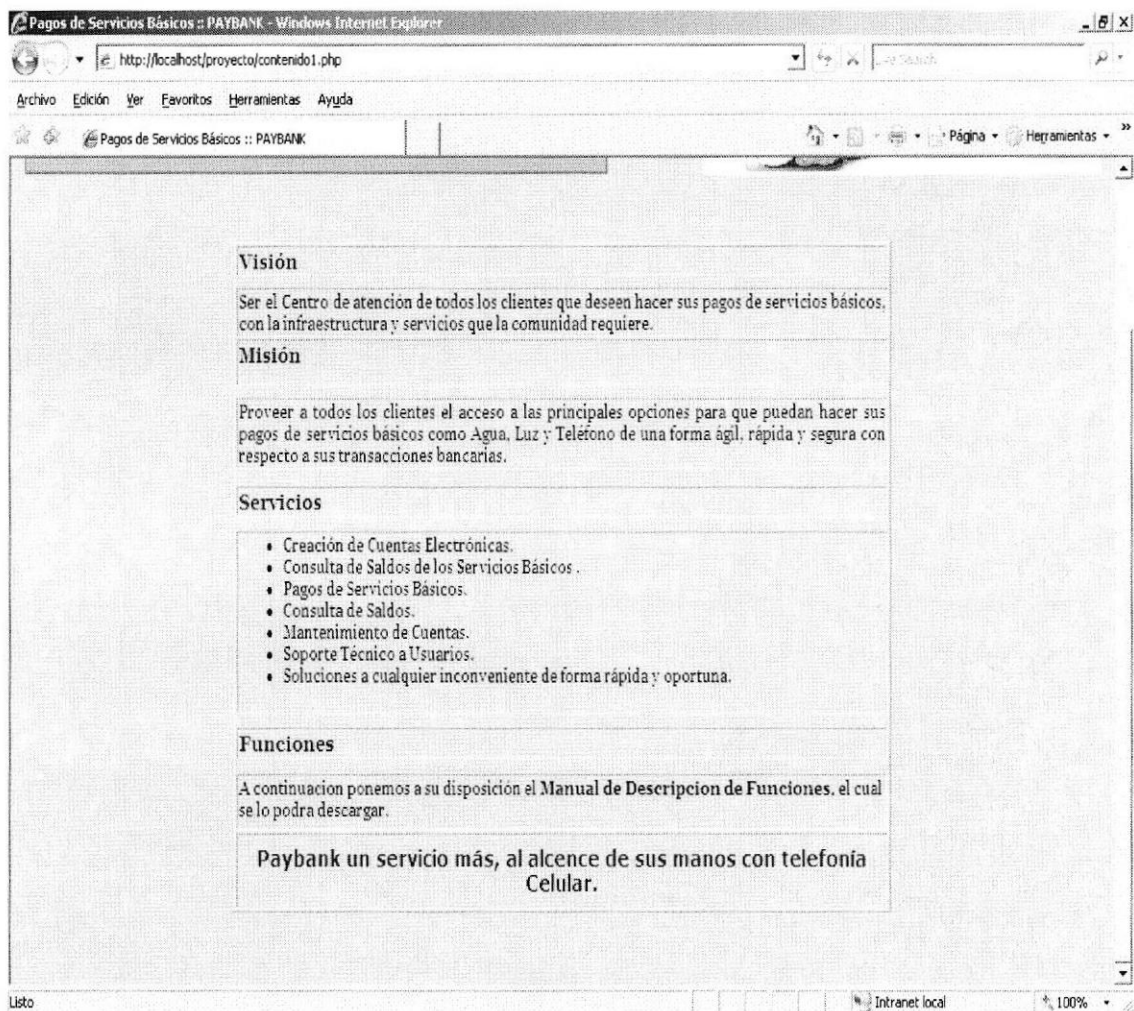 Pagos de Servicios Básicos :: PAYBANK - Windows Internet Explorer
http://localhost/proyecto/contenido1.php
Live Search
Archivo Edición Ver Favoritos Herramientas Ayuda
Pagos de Servicios Básicos :: PAYBANK
Página Herramientas
Visión
Ser el Centro de atención de todos los clientes que deseen hacer sus pagos de servicios básicos,
con la infraestructura y servicios que la comunidad requiere.
Misión
Proveer a todos los clientes el acceso a las principales opciones para que puedan hacer sus
pagos de servicios básicos como Agua, Luz y Teléfono de una forma ágil, rápida y segura con
respecto a sus transacciones bancarias.
Servicios
• Creación de Cuentas Electrónicas.
• Consulta de Saldos de los Servicios Básicos .
• Pagos de Servicios Básicos.
• Consulta de Saldos.
• Mantenimiento de Cuentas.
• Soporte Técnico a Usuarios.
• Soluciones a cualquier inconveniente de forma rápida y oportuna.
Funciones
A continuacion ponemos a su disposición el Manual de Descripcion de Funciones, el cual
se lo podra descargar.
Paybank un servicio más, al alcence de sus manos con telefonía
Celular.
Listo
Intranet local
100%